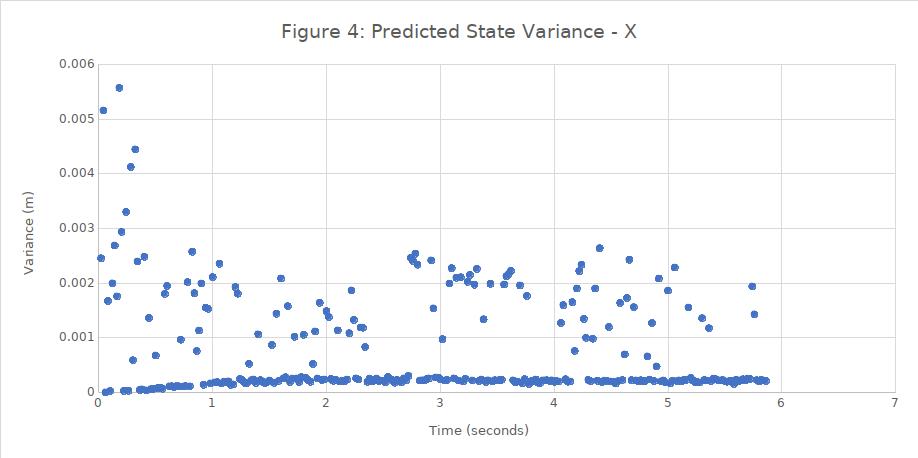 Figure 4: Predicted State Variance - X
0.006
0.005
0.004
0.003
0.002
0.001
0
0 1 2 3 4 5 6 7
Variance (m)
Time (seconds)